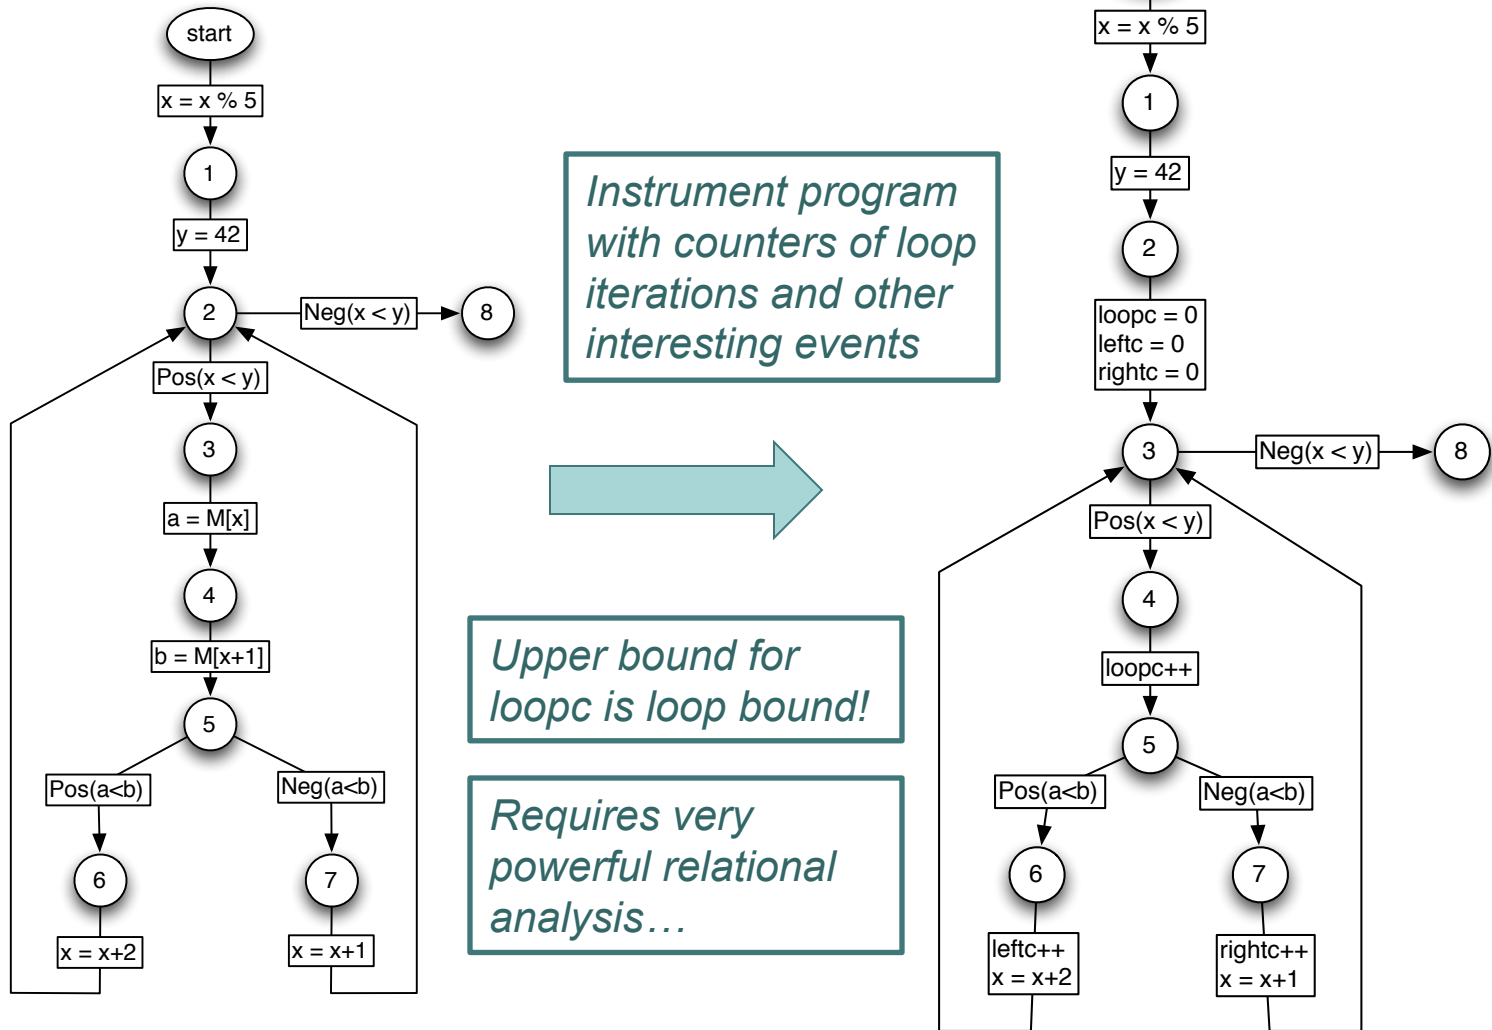 start
x = x % 5
1
y = 42
2
Neg(x < y)
8
Pos(x < y)
3
a = M[x]
4
b = M[x+1]
5
Pos(a<b)
Neg(a<b)
6
7
x = x+2
x = x+1
Instrument program
with counters of loop
iterations and other
interesting events
Upper bound for
loopc is loop bound!
Requires very
powerful relational
analysis…
x = x % 5
1
y = 42
2
loopc = 0
leftc = 0
rightc = 0
3
Neg(x < y)
8
Pos(x < y)
4
loopc++
5
Pos(a<b)
Neg(a<b)
6
7
leftc++
x = x+2
rightc++
x = x+1